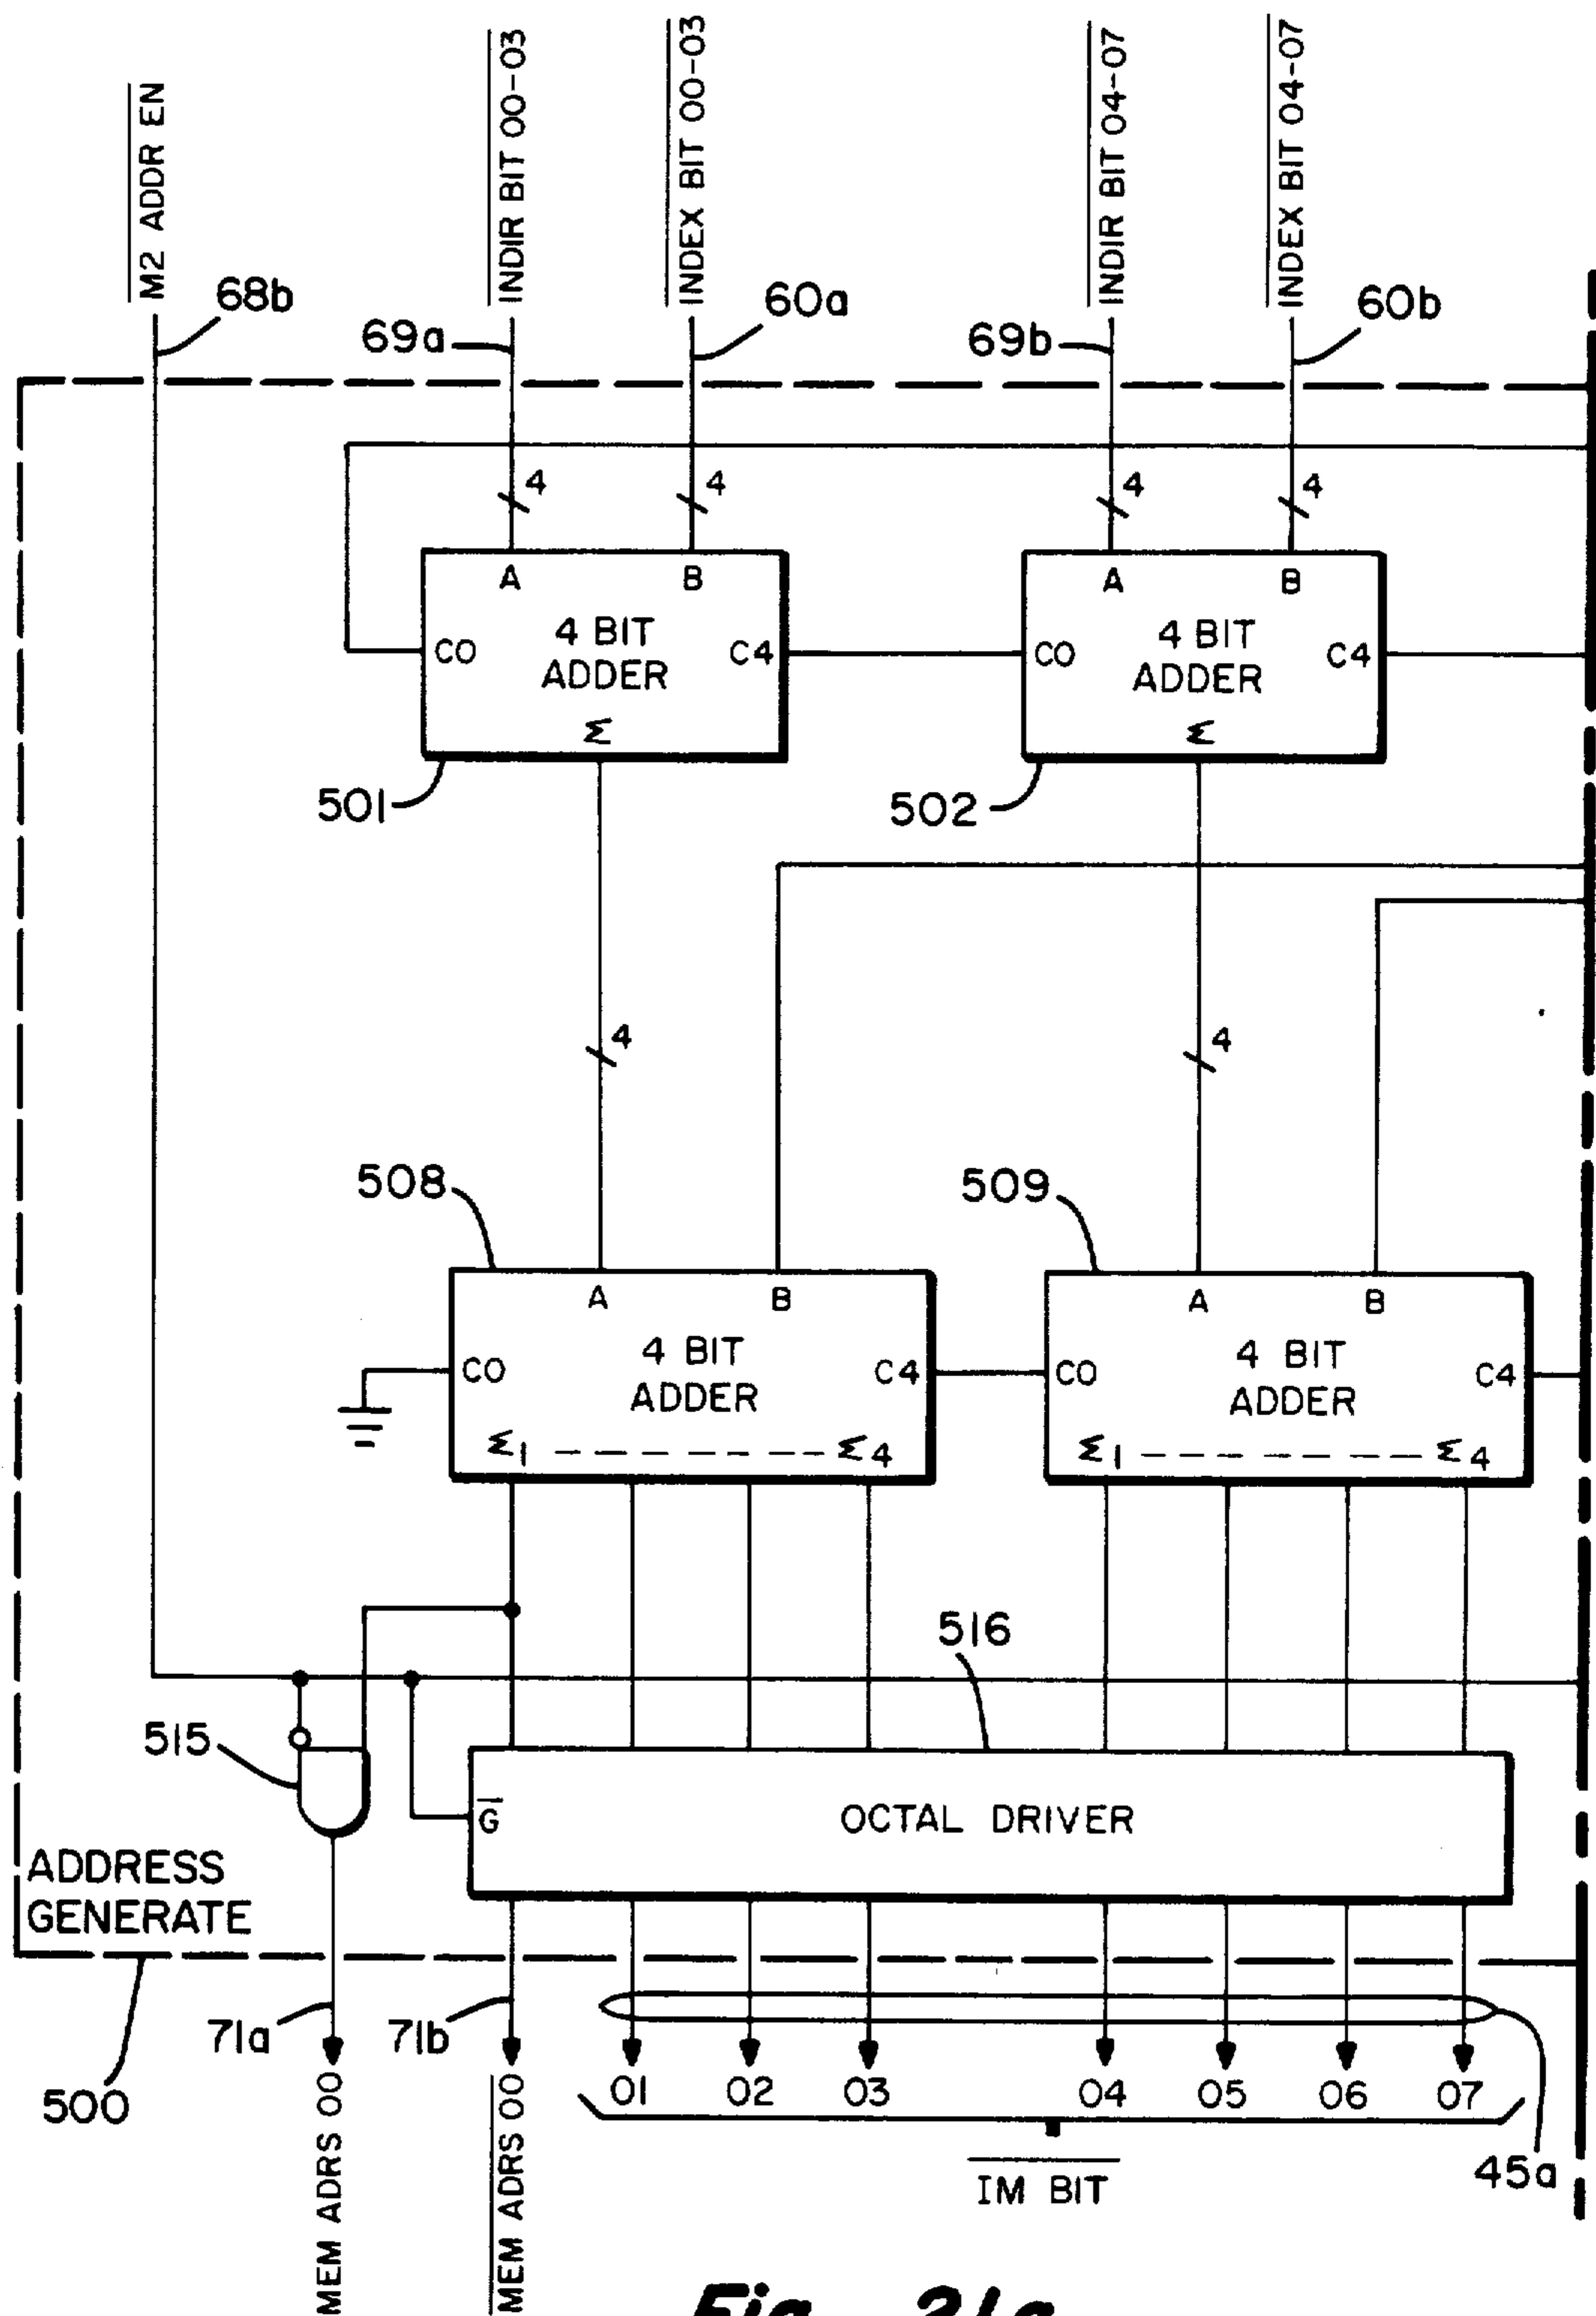 M2 ADDR EN
INDIR BIT 00-03
INDEX BIT 00-03
INDIR BIT 04-07
INDEX BIT 04-07
68b
69a
60a
69b
60b
4
4
4
4
A
B
4 BIT
ADDER
C0
C4
Σ
A
B
4 BIT
ADDER
C0
C4
Σ
501
502
4
4
508
509
A
B
4 BIT
ADDER
C0
C4
Σ1 — — — — — — Σ4
A
B
4 BIT
ADDER
C0
C4
Σ1 — — — — — — Σ4
516
515
G
OCTAL DRIVER
ADDRESS
GENERATE
500
71a
71b
01 02 03 04 05 06 07
45a
MEM ADRS 00
MEM ADRS 00
IM BIT